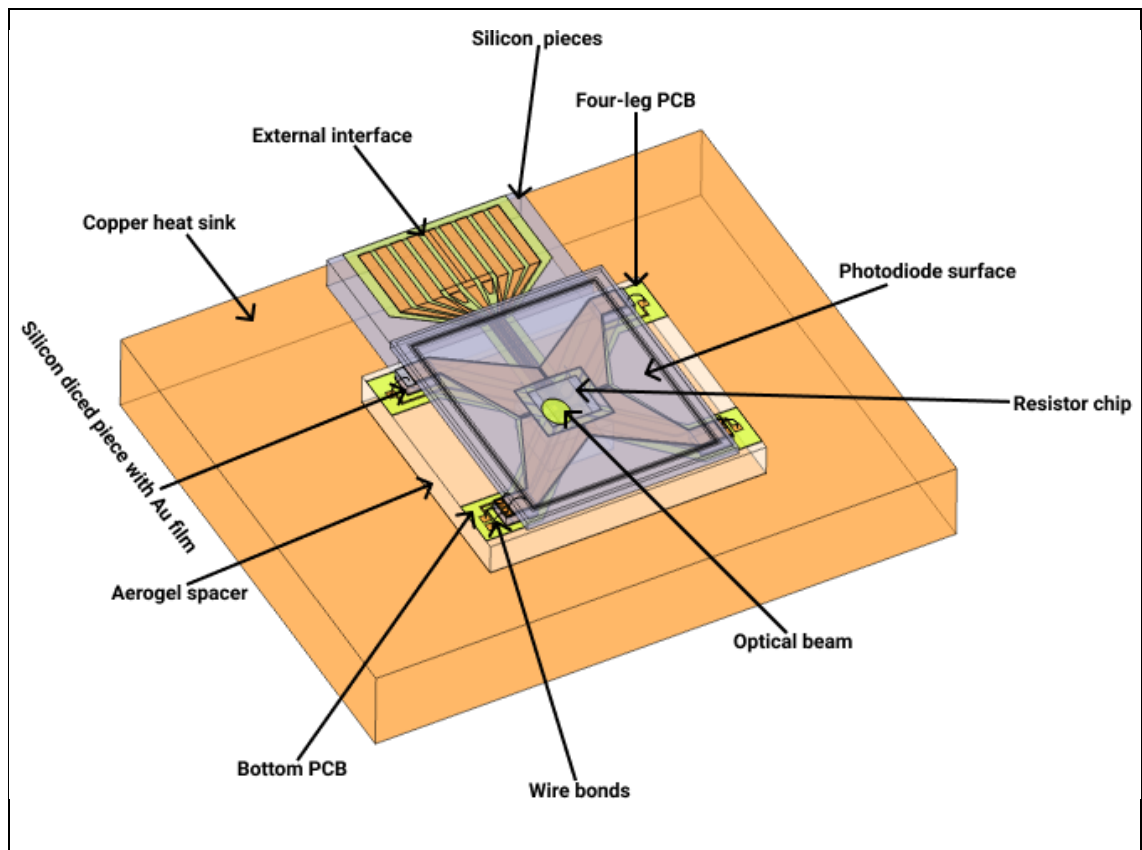 Silicon pieces
Four-leg PCB
External interface
Copper heat sink
Photodiode surface
Silicon diced piece with Au film
Resistor chip
Aerogel spacer
Optical beam
Bottom PCB
Wire bonds